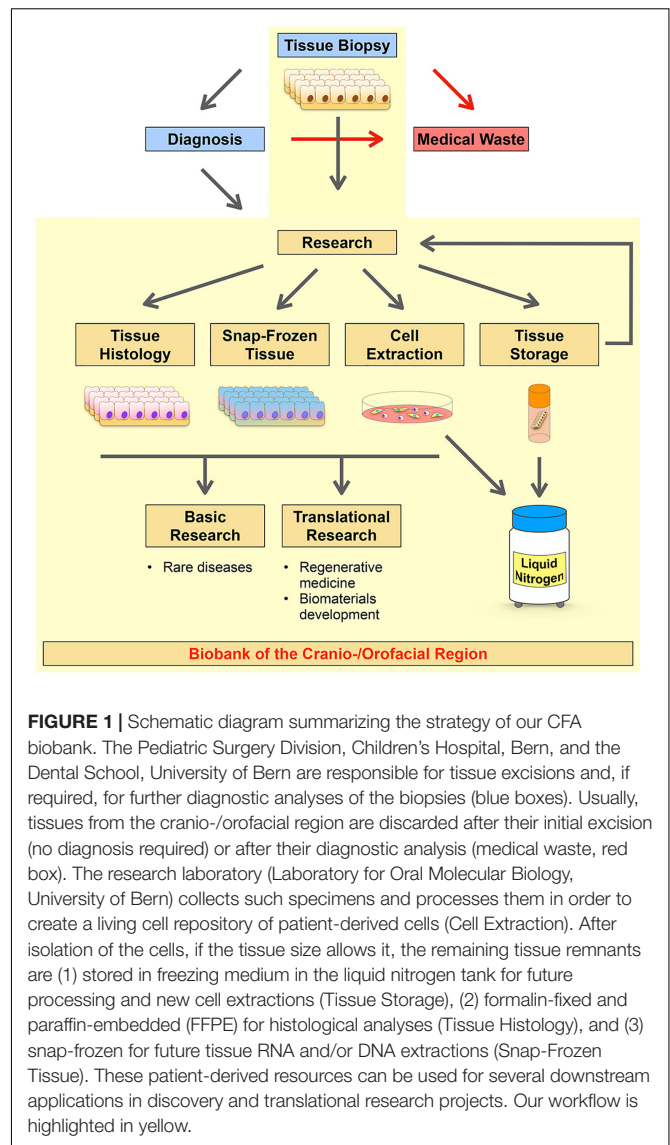 Tissue Biopsy
Diagnosis
Medical Waste
Research
Tissue
Histology
Snap-Frozen
Tissue
Cell
Extraction
Tissue
Storage
Basic
Research
Translational
Research
• Rare diseases
• Regenerative
medicine
• Biomaterials
development
Liquid
Nitrogen
Biobank of the Cranio-/Orofacial Region
FIGURE 1 | Schematic diagram summarizing the strategy of our CFA
biobank. The Pediatric Surgery Division, Children's Hospital, Bern, and the
Dental School, University of Bern are responsible for tissue excisions and, if
required, for further diagnostic analyses of the biopsies (blue boxes). Usually,
tissues from the cranio-/orofacial region are discarded after their initial excision
(no diagnosis required) or after their diagnostic analysis (medical waste, red
box). The research laboratory (Laboratory for Oral Molecular Biology,
University of Bern) collects such specimens and processes them in order to
create a living cell repository of patient-derived cells (Cell Extraction). After
isolation of the cells, if the tissue size allows it, the remaining tissue remnants
are (1) stored in freezing medium in the liquid nitrogen tank for future
processing and new cell extractions (Tissue Storage), (2) formalin-fixed and
paraffin-embedded (FFPE) for histological analyses (Tissue Histology), and (3)
snap-frozen for future tissue RNA and/or DNA extractions (Snap-Frozen
Tissue). These patient-derived resources can be used for several downstream
applications in discovery and translational research projects. Our workflow is
highlighted in yellow.